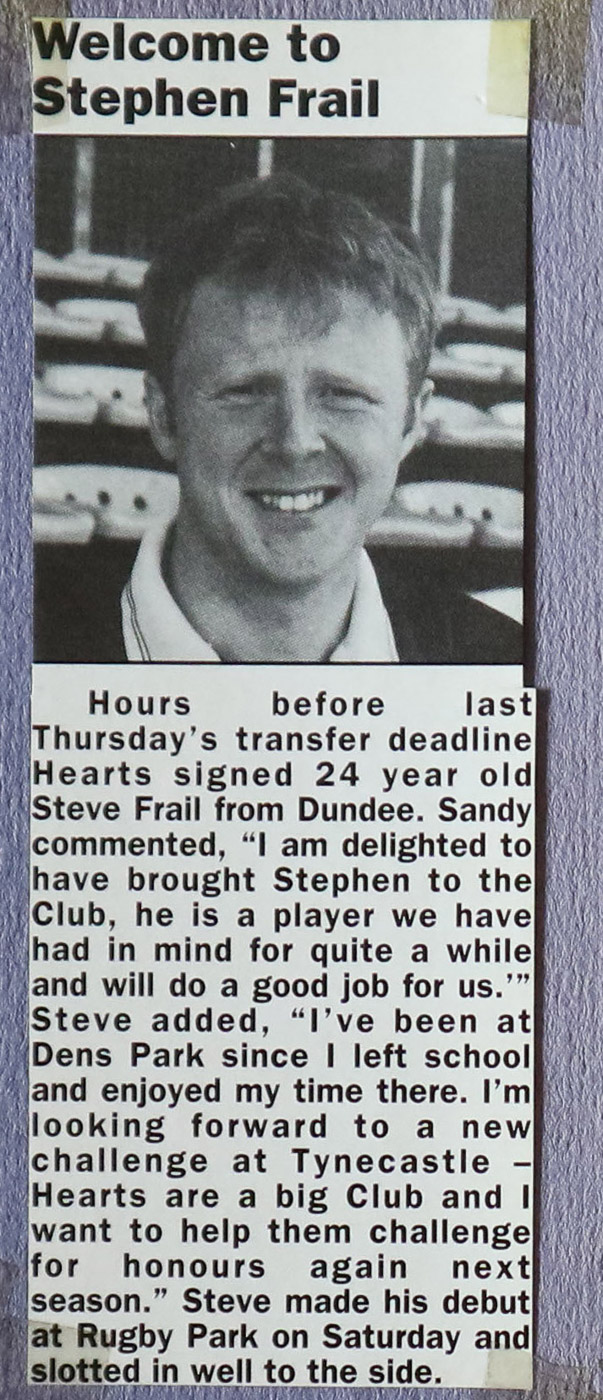 Welcome to
Stephen Frail
Hours before last
Thursday's transfer deadline
Hearts signed 24 year old
Steve Frail from Dundee. Sandy
commented, “I am delighted to
have brought Stephen to the
Club, he is a player we have
had in mind for quite a while
and will do a good job for us.’”
Steve added, “I’ve been at
Dens Park since I left school
and enjoyed my time there. I’m
looking forward to a new
challenge at Tynecastle –
Hearts are a big Club and I
want to help them challenge
for honours again next
season.” Steve made his debut
at Rugby Park on Saturday and
slotted in well to the side.